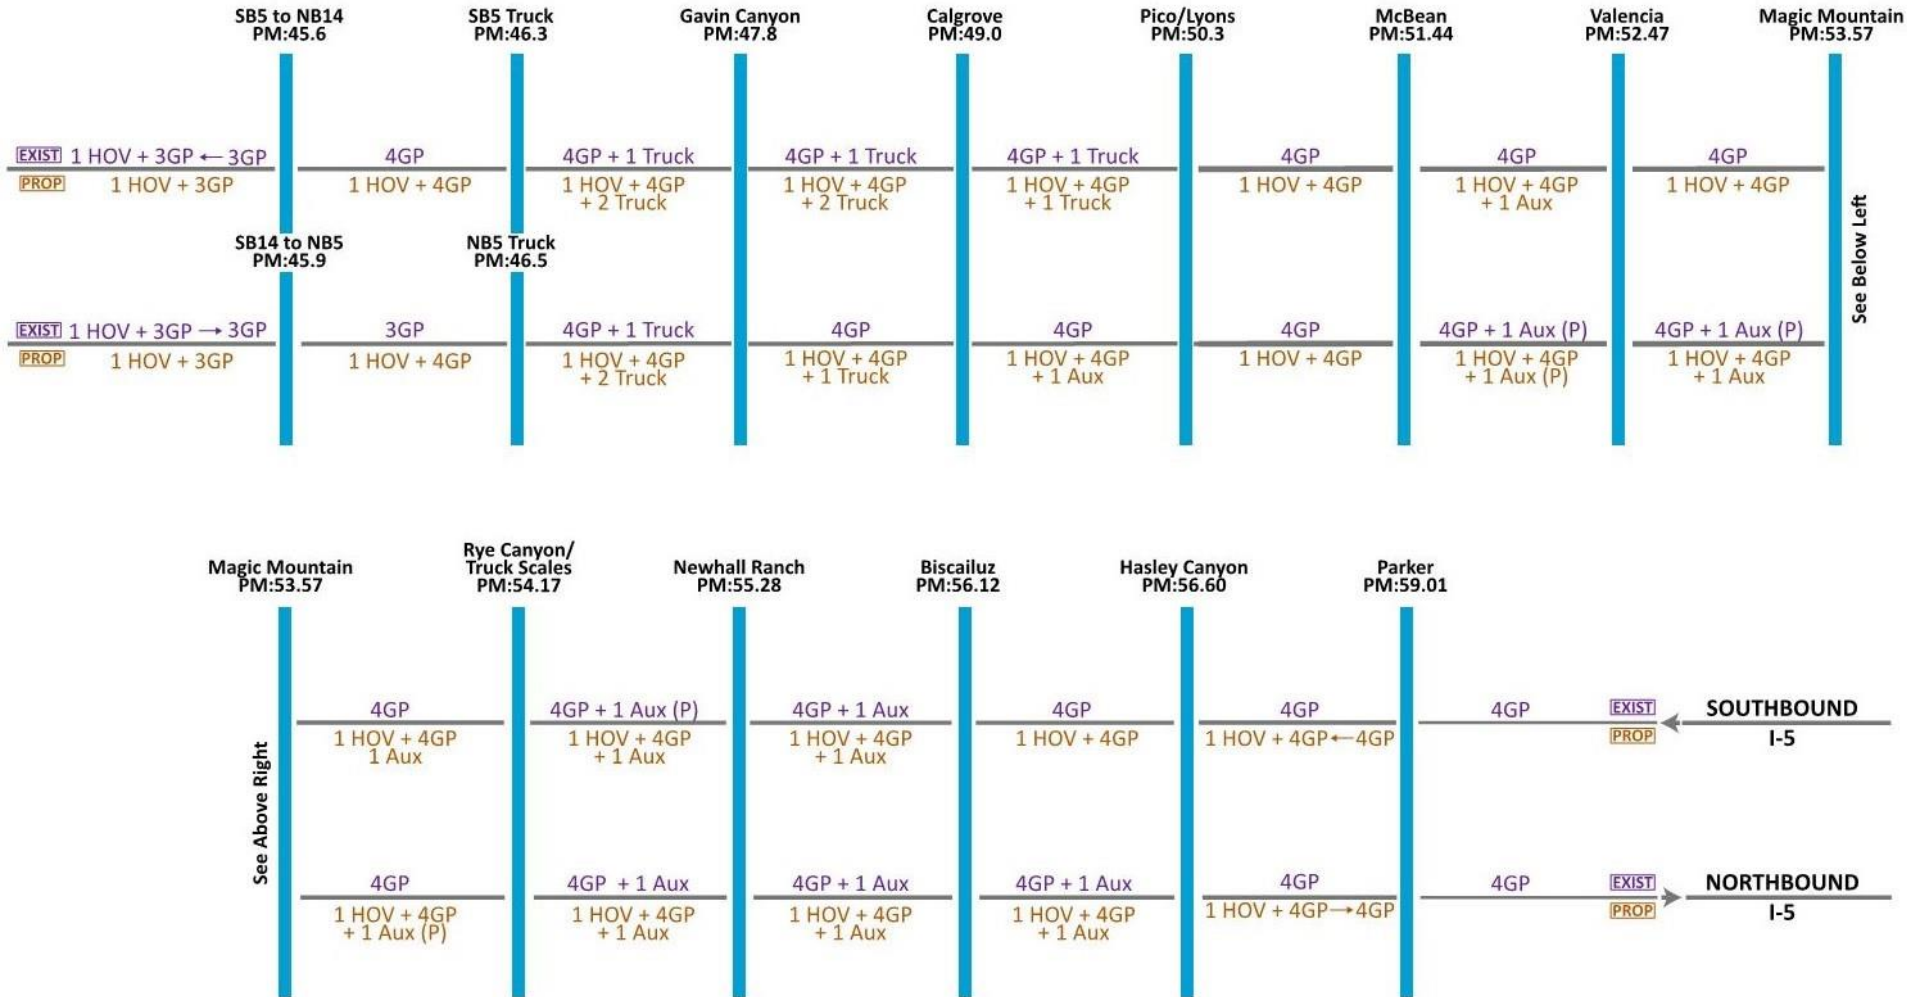 SB5 to NB14
PM:45.6
SB5 Truck
PM:46.3
Gavin Canyon
PM:47.8
Calgrove
PM:49.0
Pico/Lyons
PM:50.3
McBean
PM:51.44
Valencia
PM:52.47
Magic Mountain
PM:53.57
EXIST 1 HOV + 3GP ← 3GP
4GP
4GP + 1 Truck
4GP + 1 Truck
4GP + 1 Truck
4GP
4GP
4GP
PROP 1 HOV + 3GP
1 HOV + 4GP
1 HOV + 4GP
+ 2 Truck
1 HOV + 4GP
+ 2 Truck
1 HOV + 4GP
+ 1 Truck
1 HOV + 4GP
1 HOV + 4GP
+ 1 Aux
1 HOV + 4GP
See Below Left
SB14 to NB5
PM:45.9
NB5 Truck
PM:46.5
EXIST 1 HOV + 3GP → 3GP
3GP
4GP + 1 Truck
4GP
4GP
4GP
4GP + 1 Aux (P)
4GP + 1 Aux (P)
PROP 1 HOV + 3GP
1 HOV + 4GP
1 HOV + 4GP
+ 2 Truck
1 HOV + 4GP
+ 1 Truck
1 HOV + 4GP
+ 1 Aux
1 HOV + 4GP
1 HOV + 4GP
+ 1 Aux (P)
1 HOV + 4GP
+ 1 Aux
Magic Mountain
PM:53.57
Rye Canyon/
Truck Scales
PM:54.17
Newhall Ranch
PM:55.28
Biscailuz
PM:56.12
Hasley Canyon
PM:56.60
Parker
PM:59.01
4GP
4GP + 1 Aux (P)
4GP + 1 Aux
4GP
4GP
4GP
EXIST
SOUTHBOUND
1 HOV + 4GP
1 Aux
1 HOV + 4GP
+ 1 Aux
1 HOV + 4GP
+ 1 Aux
1 HOV + 4GP
1 HOV + 4GP ← 4GP
PROP
I-5
See Above Right
4GP
4GP + 1 Aux
4GP + 1 Aux
4GP + 1 Aux
4GP
4GP
EXIST
NORTHBOUND
1 HOV + 4GP
+ 1 Aux (P)
1 HOV + 4GP
+ 1 Aux
1 HOV + 4GP
+ 1 Aux
1 HOV + 4GP
+ 1 Aux
1 HOV + 4GP → 4GP
PROP
I-5